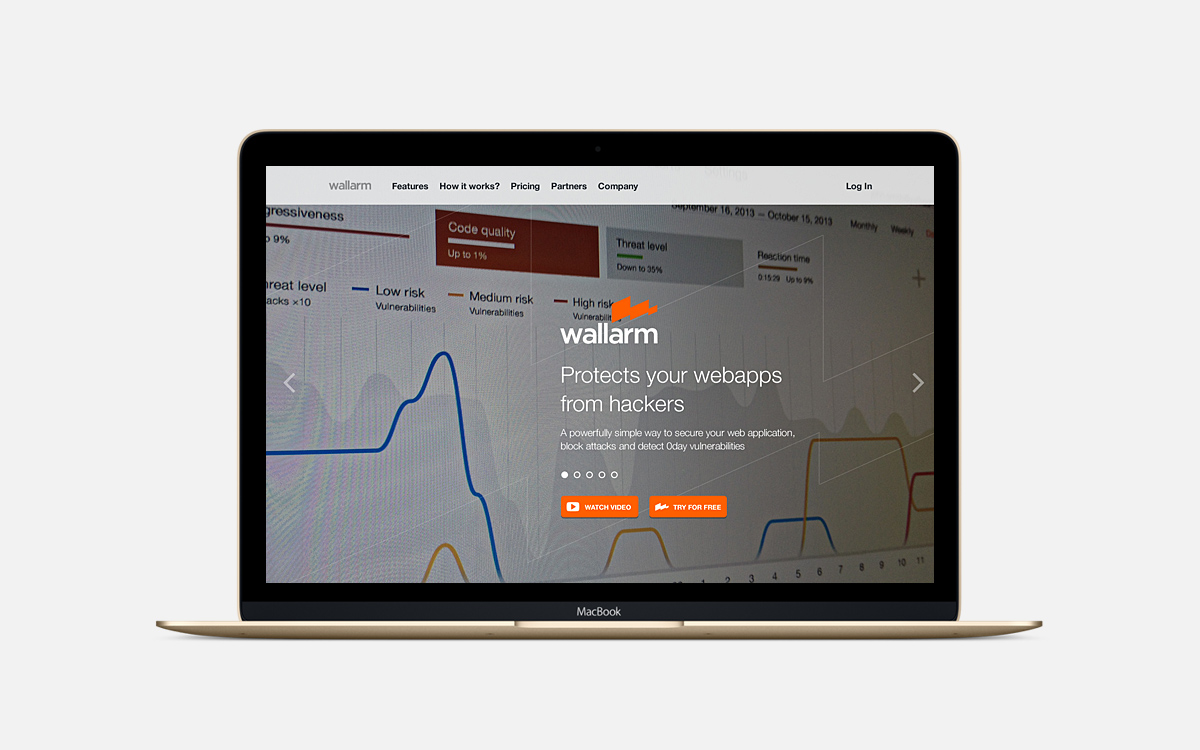 wallarm Features How it works? Pricing Partners Company Log In
September 16, 2013 — October 15, 2013 Monthly Weekly
gressiveness
9%
Code quality
Up to 1%
Threat level
Down to 35%
Reaction time
0:15:29 Up to 9%
reat level
acks ×10
Low risk
Vulnerabilities
Medium risk
Vulnerabilities
High risk
wallarm
Protects your webapps
from hackers
A powerfully simple way to secure your web application,
block attacks and detect 0day vulnerabilities
WATCH VIDEO TRY FOR FREE
1 2 3 4 5 6 7 8 9 10 11
MacBook